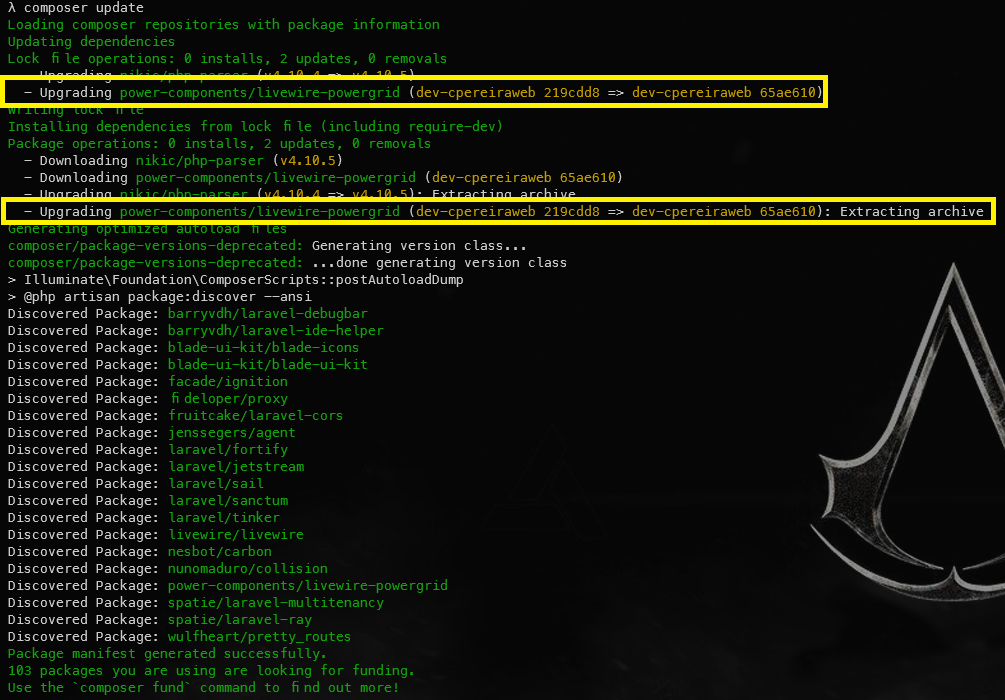 λ composer update
Loading composer repositories with package information
Updating dependencies
Lock file operations: 0 installs, 2 updates, 0 removals
  - Upgrading nikic/php-parser (v4.10.4 => v4.10.5)
  - Upgrading power-components/livewire-powergrid (dev-cpereiraweb 219cdd8 => dev-cpereiraweb 65ae610)
Writing lock file
Installing dependencies from lock file (including require-dev)
Package operations: 0 installs, 2 updates, 0 removals
  - Downloading nikic/php-parser (v4.10.5)
  - Downloading power-components/livewire-powergrid (dev-cpereiraweb 65ae610)
  - Upgrading nikic/php-parser (v4.10.4 => v4.10.5): Extracting archive
  - Upgrading power-components/livewire-powergrid (dev-cpereiraweb 219cdd8 => dev-cpereiraweb 65ae610): Extracting archive
Generating optimized autoload files
composer/package-versions-deprecated: Generating version class...
composer/package-versions-deprecated: ...done generating version class
> Illuminate\Foundation\ComposerScripts::postAutoloadDump
> @php artisan package:discover --ansi
Discovered Package: barryvdh/laravel-debugbar
Discovered Package: barryvdh/laravel-ide-helper
Discovered Package: blade-ui-kit/blade-icons
Discovered Package: blade-ui-kit/blade-ui-kit
Discovered Package: facade/ignition
Discovered Package: fideloper/proxy
Discovered Package: fruitcake/laravel-cors
Discovered Package: jenssegers/agent
Discovered Package: laravel/fortify
Discovered Package: laravel/jetstream
Discovered Package: laravel/sail
Discovered Package: laravel/sanctum
Discovered Package: laravel/tinker
Discovered Package: livewire/livewire
Discovered Package: nesbot/carbon
Discovered Package: nunomaduro/collision
Discovered Package: power-components/livewire-powergrid
Discovered Package: spatie/laravel-multitenancy
Discovered Package: spatie/laravel-ray
Discovered Package: wulfheart/pretty_routes
Package manifest generated successfully.
103 packages you are using are looking for funding.
Use the `composer fund` command to find out more!